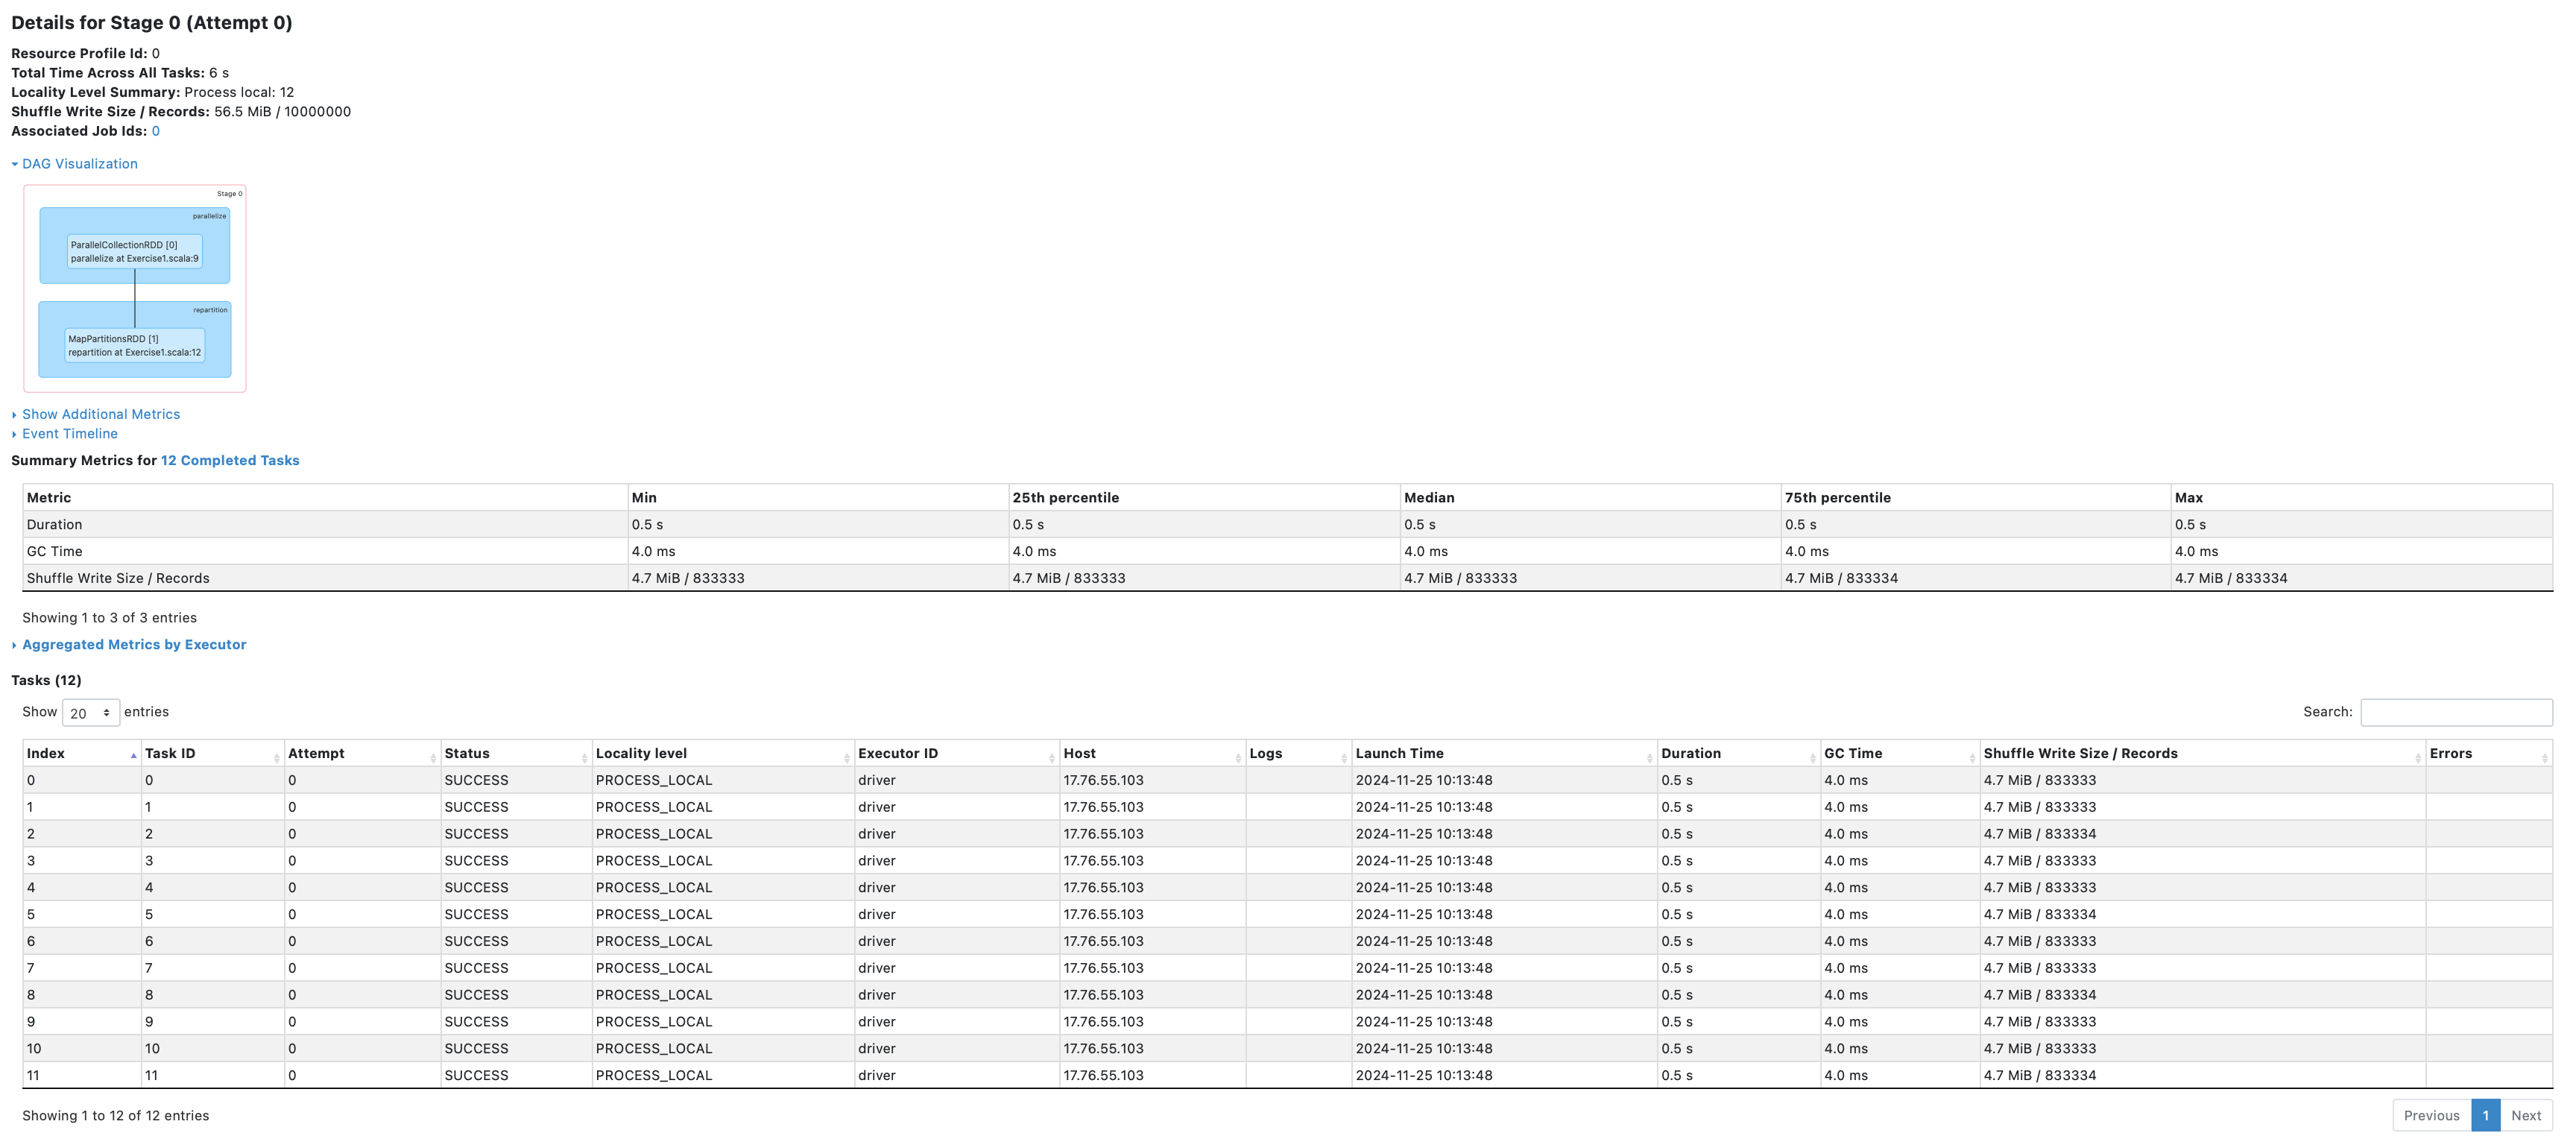 Details for Stage 0 (Attempt 0)
Resource Profile Id: 0
Total Time Across All Tasks: 6 s
Locality Level Summary: Process local: 12
Shuffle Write Size / Records: 56.5 MiB / 10000000
Associated Job Ids: 0
DAG Visualization
Stage 0
parallelize
ParallelCollectionRDD [0]
parallelize at Exercise1.scala:9
repartition
MapPartitionsRDD [1]
repartition at Exercise1.scala:12
Show Additional Metrics
Event Timeline
Summary Metrics for 12 Completed Tasks
Metric Min 25th percentile Median 75th percentile Max
Duration 0.5 s 0.5 s 0.5 s 0.5 s 0.5 s
GC Time 4.0 ms 4.0 ms 4.0 ms 4.0 ms 4.0 ms
Shuffle Write Size / Records 4.7 MiB / 833333 4.7 MiB / 833333 4.7 MiB / 833333 4.7 MiB / 833334 4.7 MiB / 833334
Showing 1 to 3 of 3 entries
Aggregated Metrics by Executor
Tasks (12)
Show 20 entries Search:
Index Task ID Attempt Status Locality level Executor ID Host Logs Launch Time Duration GC Time Shuffle Write Size / Records Errors
0 0 0 SUCCESS PROCESS_LOCAL driver 17.76.55.103 2024-11-25 10:13:48 0.5 s 4.0 ms 4.7 MiB / 833333
1 1 0 SUCCESS PROCESS_LOCAL driver 17.76.55.103 2024-11-25 10:13:48 0.5 s 4.0 ms 4.7 MiB / 833333
2 2 0 SUCCESS PROCESS_LOCAL driver 17.76.55.103 2024-11-25 10:13:48 0.5 s 4.0 ms 4.7 MiB / 833334
3 3 0 SUCCESS PROCESS_LOCAL driver 17.76.55.103 2024-11-25 10:13:48 0.5 s 4.0 ms 4.7 MiB / 833333
4 4 0 SUCCESS PROCESS_LOCAL driver 17.76.55.103 2024-11-25 10:13:48 0.5 s 4.0 ms 4.7 MiB / 833333
5 5 0 SUCCESS PROCESS_LOCAL driver 17.76.55.103 2024-11-25 10:13:48 0.5 s 4.0 ms 4.7 MiB / 833334
6 6 0 SUCCESS PROCESS_LOCAL driver 17.76.55.103 2024-11-25 10:13:48 0.5 s 4.0 ms 4.7 MiB / 833333
7 7 0 SUCCESS PROCESS_LOCAL driver 17.76.55.103 2024-11-25 10:13:48 0.5 s 4.0 ms 4.7 MiB / 833333
8 8 0 SUCCESS PROCESS_LOCAL driver 17.76.55.103 2024-11-25 10:13:48 0.5 s 4.0 ms 4.7 MiB / 833334
9 9 0 SUCCESS PROCESS_LOCAL driver 17.76.55.103 2024-11-25 10:13:48 0.5 s 4.0 ms 4.7 MiB / 833333
10 10 0 SUCCESS PROCESS_LOCAL driver 17.76.55.103 2024-11-25 10:13:48 0.5 s 4.0 ms 4.7 MiB / 833333
11 11 0 SUCCESS PROCESS_LOCAL driver 17.76.55.103 2024-11-25 10:13:48 0.5 s 4.0 ms 4.7 MiB / 833334
Showing 1 to 12 of 12 entries Previous 1 Next